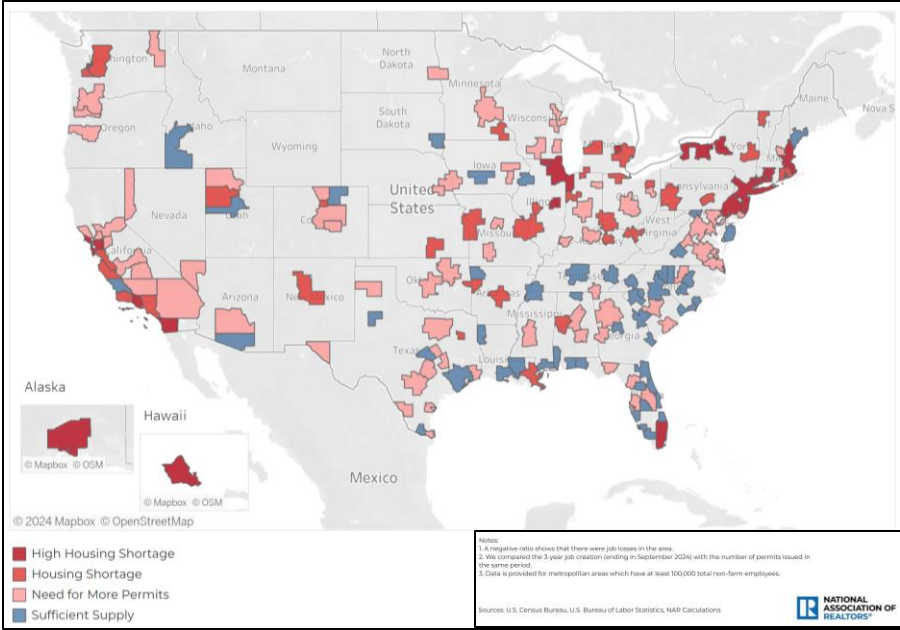 North
Dakota
Montana
Minnesota
Maine
Nova S
Oregon
Idaho
South
Dakota
Wyoming
Iowa
United
States
Nevada
Utah
California
Arizona
New Mexico
Mississippi
West
Virginia
Georgia
Texas
Mexico
Alaska
Hawaii
© Mapbox © OSM
© Mapbox © OSM
© 2024 Mapbox © OpenStreetMap
High Housing Shortage
Housing Shortage
Need for More Permits
Sufficient Supply
Notes:
1. A negative ratio shows that there were job losses in the area.
2. We compared the 3-year job creation (ending in September 2024) with the number of permits issued in
the same period.
3. Data is provided for metropolitan areas which have at least 100,000 total non-farm employees.
Sources: U.S. Census Bureau, U.S. Bureau of Labor Statistics, NAR Calculations
NATIONAL
ASSOCIATION OF
REALTORS®